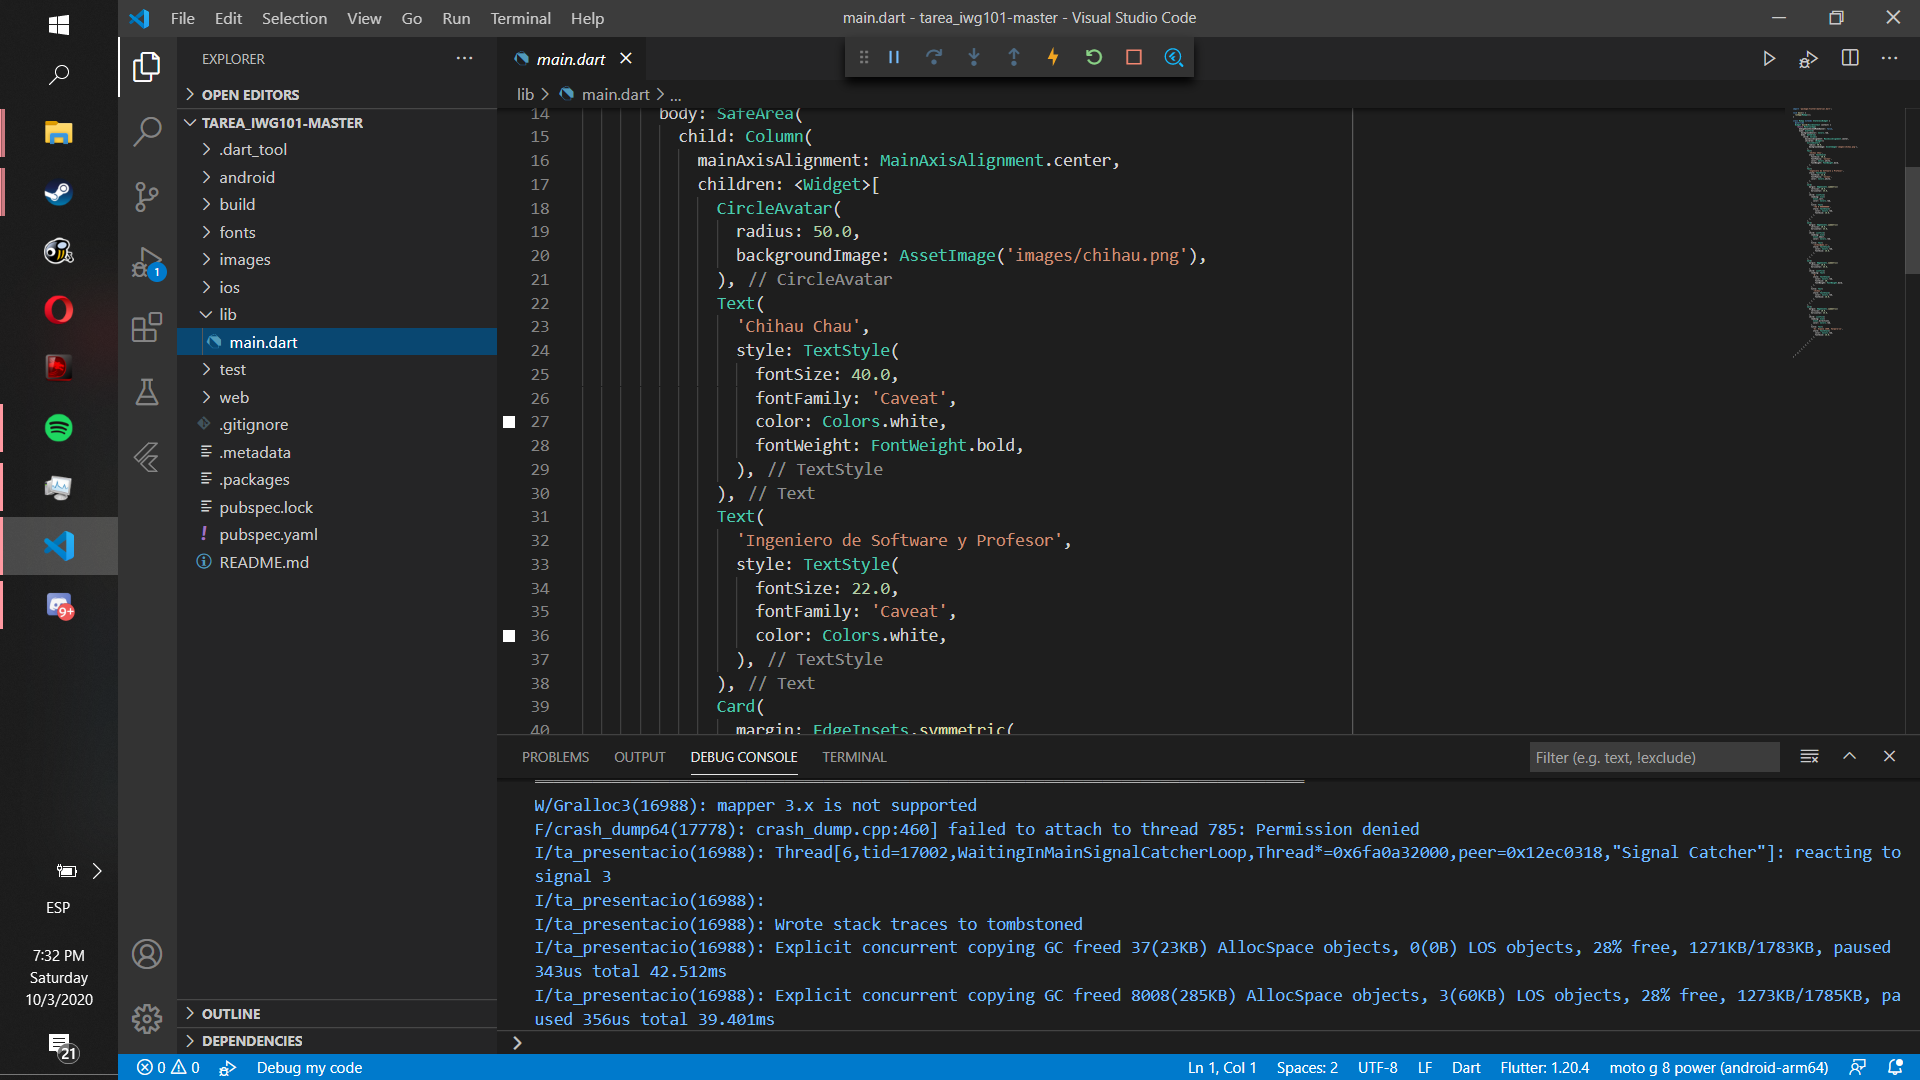 File Edit Selection View Go Run Terminal Help
main.dart - tarea_iwg101-master - Visual Studio Code
EXPLORER
OPEN EDITORS
TAREA_IWG101-MASTER
.dart_tool
android
build
fonts
images
ios
lib
main.dart
test
web
.gitignore
.metadata
.packages
pubspec.lock
! pubspec.yaml
README.md
OUTLINE
DEPENDENCIES
1
9+
ESP
7:32 PM
Saturday
10/3/2020
21
main.dart
lib > main.dart > ...
14 body: SafeArea(
15 child: Column(
16 mainAxisAlignment: MainAxisAlignment.center,
17 children: <Widget>[
18 CircleAvatar(
19 radius: 50.0,
20 backgroundImage: AssetImage('images/chihau.png'),
21 ), // CircleAvatar
22 Text(
23 'Chihau Chau',
24 style: TextStyle(
25 fontSize: 40.0,
26 fontFamily: 'Caveat',
27 color: Colors.white,
28 fontWeight: FontWeight.bold,
29 ), // TextStyle
30 ), // Text
31 Text(
32 'Ingeniero de Software y Profesor',
33 style: TextStyle(
34 fontSize: 22.0,
35 fontFamily: 'Caveat',
36 color: Colors.white,
37 ), // TextStyle
38 ), // Text
39 Card(
40 margin: EdgeInsets.symmetric(
PROBLEMS OUTPUT DEBUG CONSOLE TERMINAL
Filter (e.g. text, !exclude)
W/Gralloc3(16988): mapper 3.x is not supported
F/crash_dump64(17778): crash_dump.cpp:460] failed to attach to thread 785: Permission denied
I/ta_presentacio(16988): Thread[6,tid=17002,WaitingInMainSignalCatcherLoop,Thread*=0x6fa0a32000,peer=0x12ec0318,"Signal Catcher"]: reacting to
signal 3
I/ta_presentacio(16988):
I/ta_presentacio(16988): Wrote stack traces to tombstoned
I/ta_presentacio(16988): Explicit concurrent copying GC freed 37(23KB) AllocSpace objects, 0(0B) LOS objects, 28% free, 1271KB/1783KB, paused
343us total 42.512ms
I/ta_presentacio(16988): Explicit concurrent copying GC freed 8008(285KB) AllocSpace objects, 3(60KB) LOS objects, 28% free, 1273KB/1785KB, pa
used 356us total 39.401ms
0 0 Debug my code
Ln 1, Col 1 Spaces: 2 UTF-8 LF Dart Flutter: 1.20.4 moto g 8 power (android-arm64)